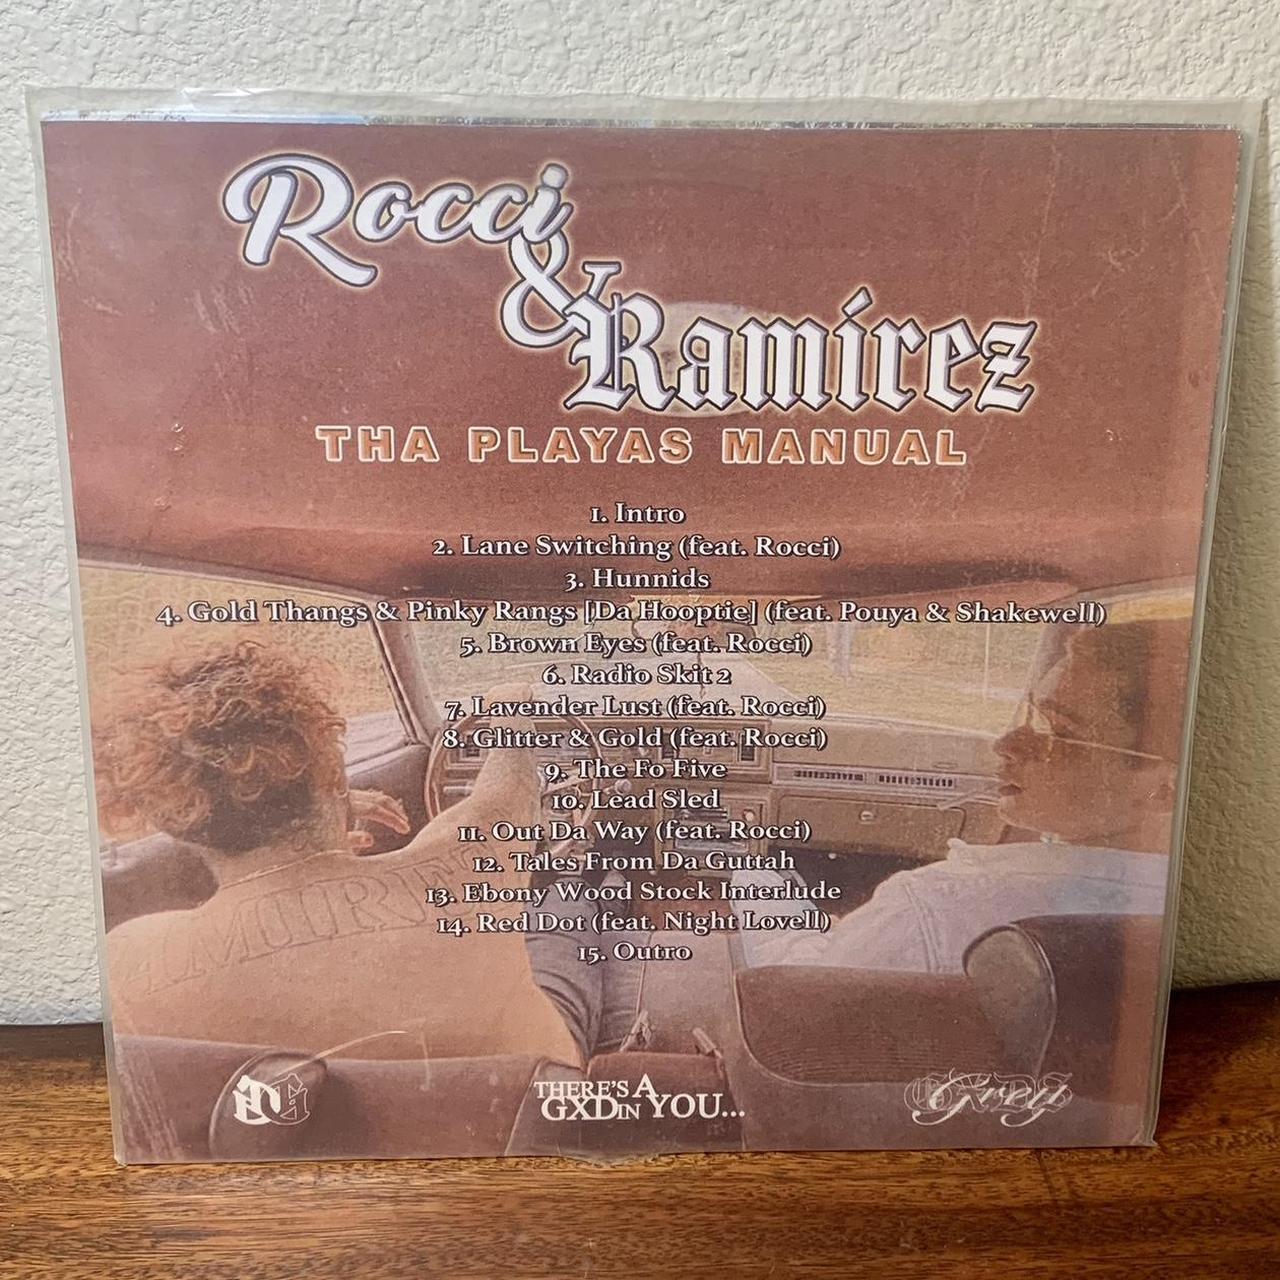 Rocci
&
Ramírez
THA PLAYAS MANUAL
1. Intro
2. Lane Switching (feat. Rocci)
3. Hunnids
4. Gold Thangs & Pinky Rangs [Da Hooptie] (feat. Pouya & Shakewell)
5. Brown Eyes (feat. Rocci)
6. Radio Skit 2
7. Lavender Lust (feat. Rocci)
8. Glitter & Gold (feat. Rocci)
9. The Fo Five
10. Lead Sled
11. Out Da Way (feat. Rocci)
12. Tales From Da Guttah
13. Ebony Wood Stock Interlude
14. Red Dot (feat. Night Lovell)
15. Outro
THERE'S A
GXD IN YOU...
Grey